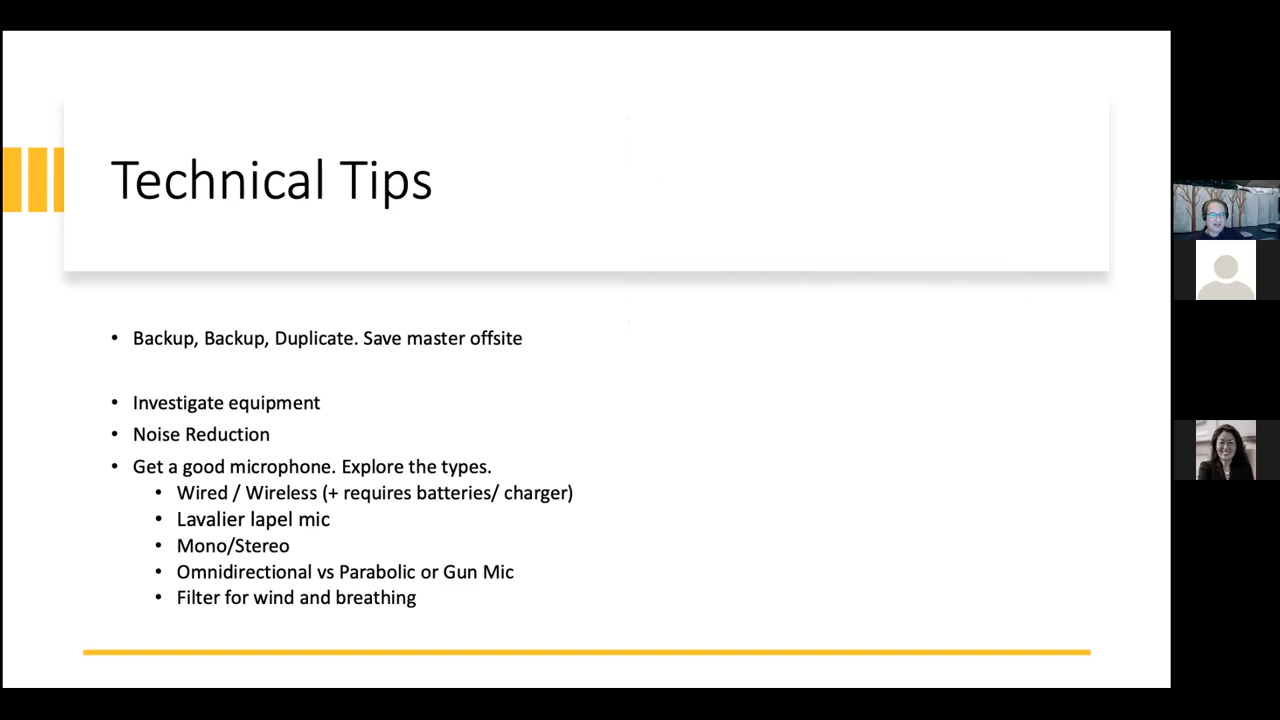 Technical Tips
• Backup, Backup, Duplicate. Save master offsite
• Investigate equipment
• Noise Reduction
• Get a good microphone. Explore the types.
• Wired / Wireless (+ requires batteries/ charger)
• Lavalier lapel mic
• Mono/Stereo
• Omnidirectional vs Parabolic or Gun Mic
• Filter for wind and breathing